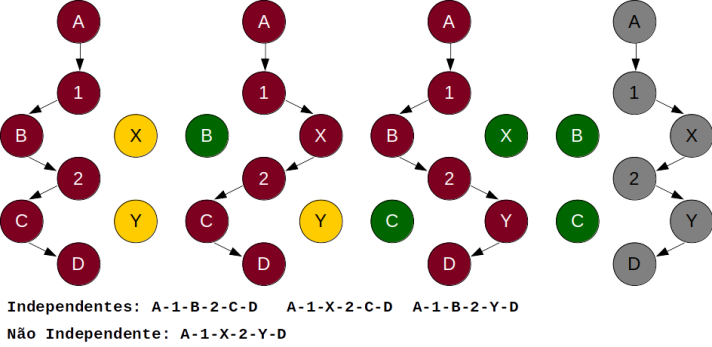 A A A A
1 1 1 1
B X B X B X B X
2 2 2 2
C Y C Y C Y C Y
D D D D
Independentes: A-1-B-2-C-D A-1-X-2-C-D A-1-B-2-Y-D
Não Independente: A-1-X-2-Y-D